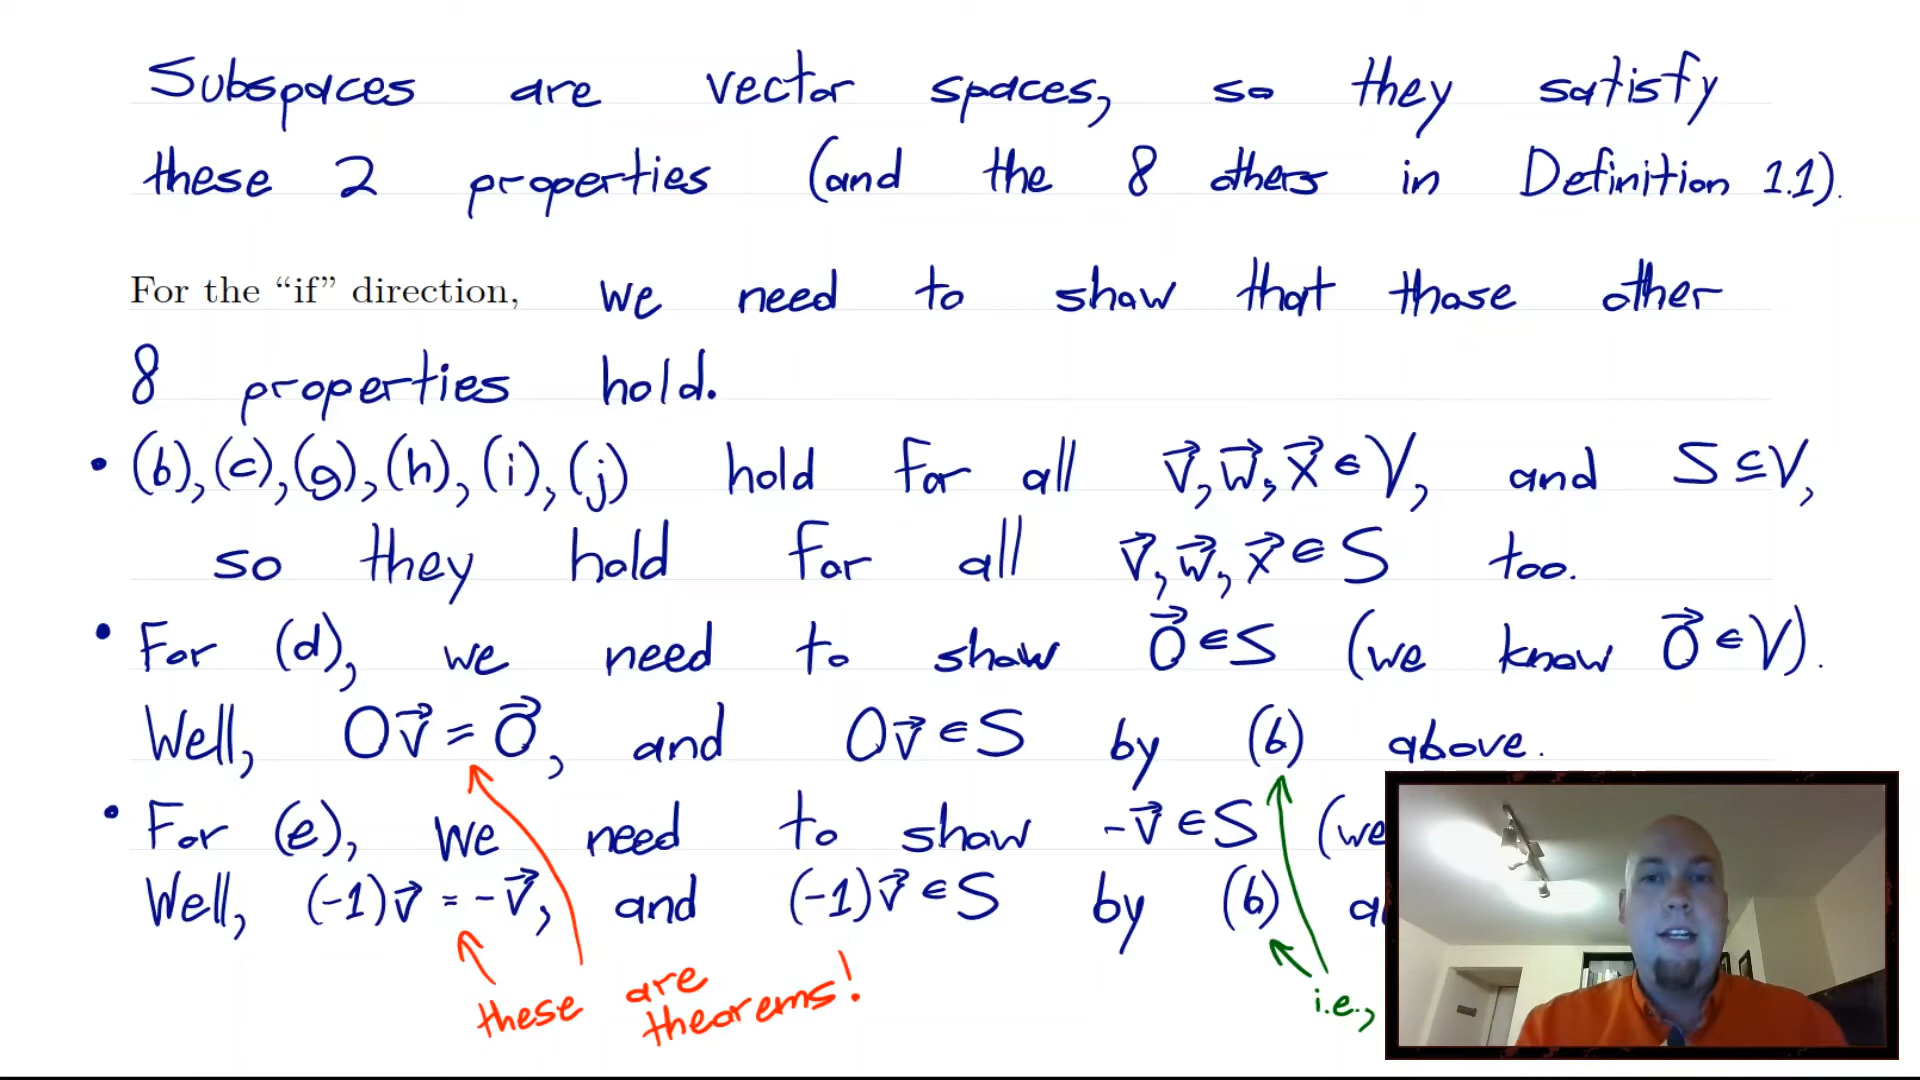 Subspaces are vector spaces, so they satisfy
these 2 properties (and the 8 others in Definition 1.1).
For the “if” direction, we need to show that those other
8 properties hold.
• (b), (c), (g), (h), (i), (j) hold for all v⃗, w⃗, x⃗ ∈ V, and S ⊆ V,
so they hold for all v⃗, w⃗, x⃗ ∈ S too.
• For (d), we need to show 0⃗ ∈ S (we know 0⃗ ∈ V).
Well, 0v⃗ = 0⃗, and 0v⃗ ∈ S by (b) above.
• For (e), we need to show -v⃗ ∈ S (we
Well, (-1)v⃗ = -v⃗, and (-1)v⃗ ∈ S by (b)
these are theorems!
i.e.,